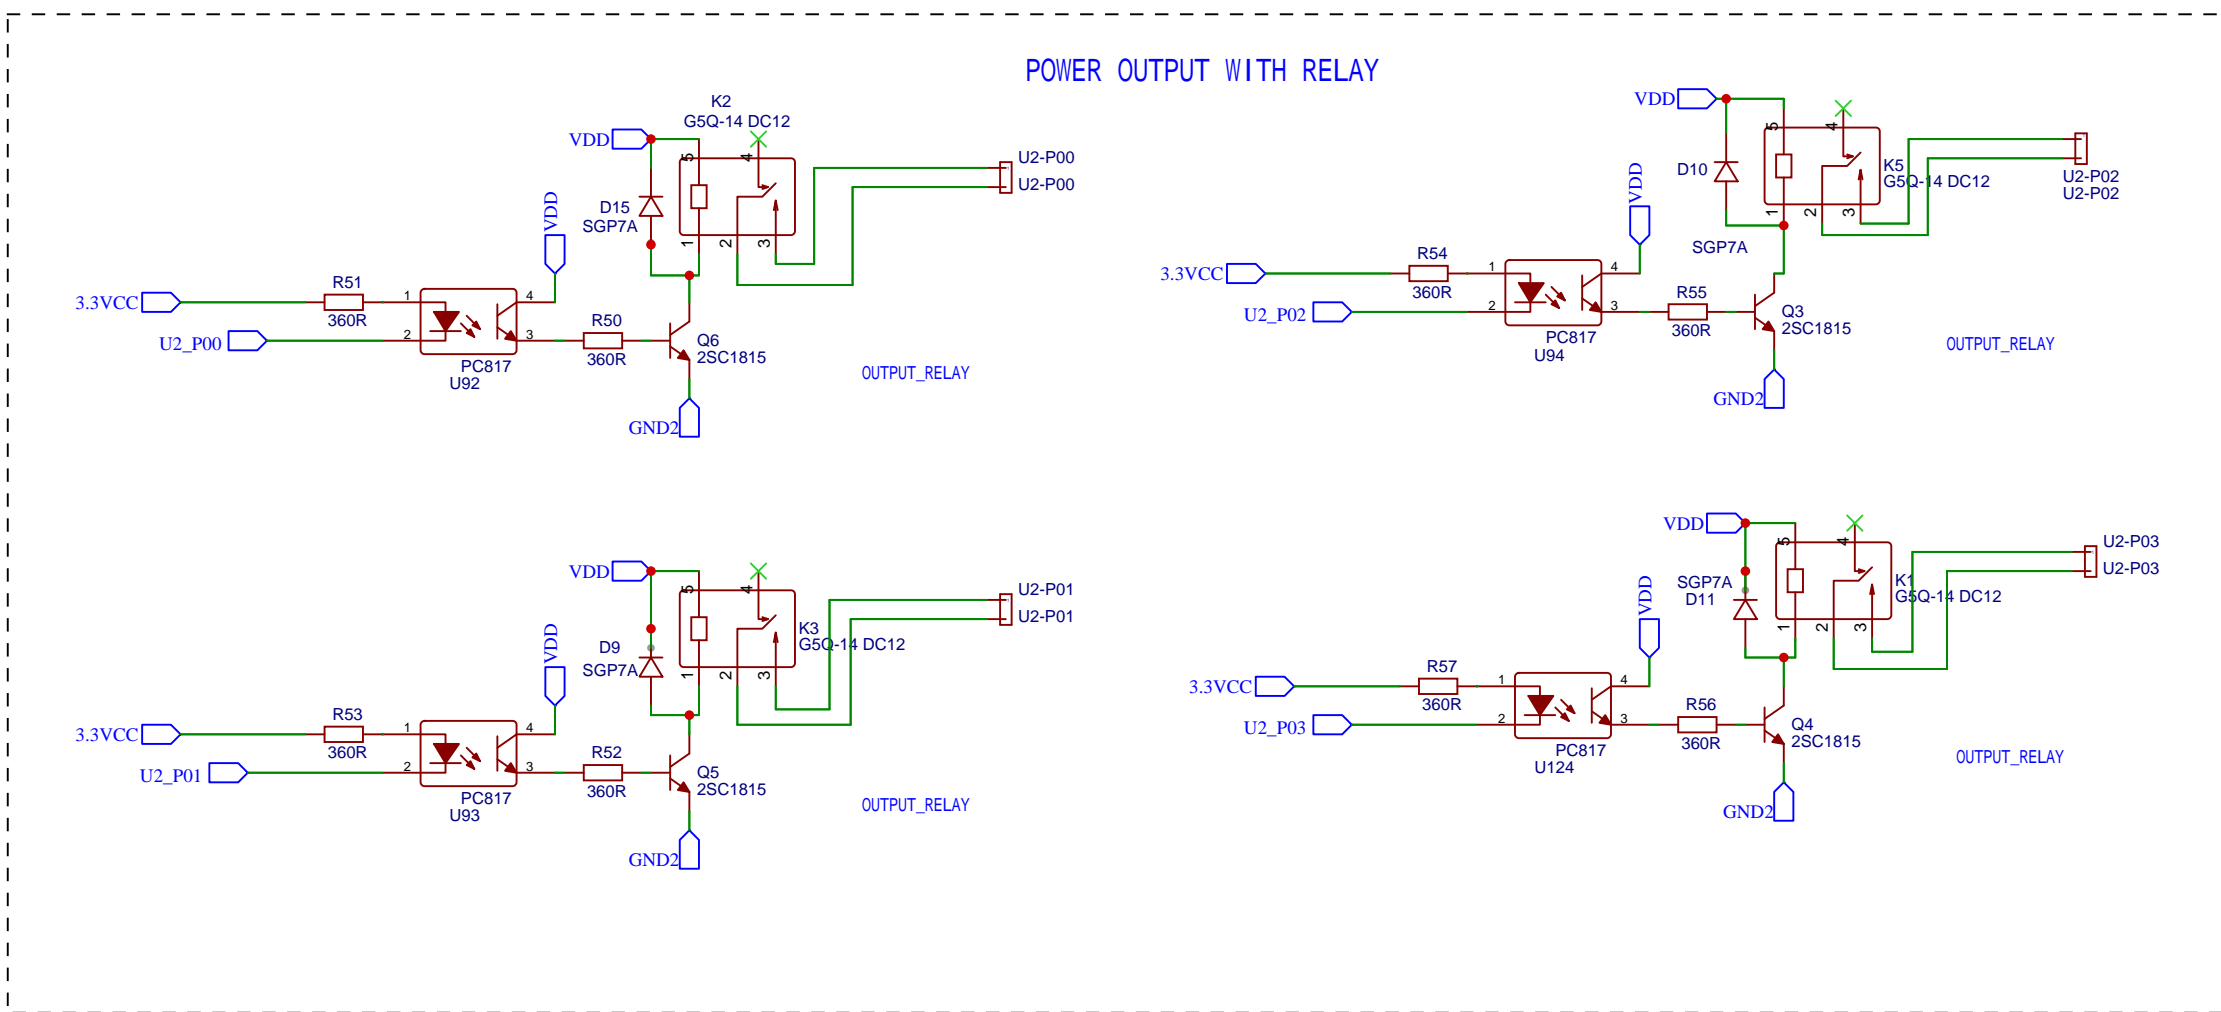 POWER OUTPUT WITH RELAY
K2
G5Q-14 DC12
VDD
5
4
D15
SGP7A
VDD
1
2
3
U2-P00
U2-P00
3.3VCC
R51
360R
1
4
U2_P00
2
3
PC817
U92
R50
360R
Q6
2SC1815
OUTPUT_RELAY
GND2
VDD
5
4
D10
K5
G5Q-14 DC12
VDD
1
2
3
U2-P02
U2-P02
SGP7A
3.3VCC
R54
360R
1
4
U2_P02
2
3
PC817
U94
R55
360R
Q3
2SC1815
OUTPUT_RELAY
GND2
VDD
5
4
K3
G5Q-14 DC12
D9
SGP7A
VDD
1
2
3
U2-P01
U2-P01
3.3VCC
R53
360R
1
4
U2_P01
2
3
PC817
U93
R52
360R
Q5
2SC1815
OUTPUT_RELAY
GND2
VDD
5
4
SGP7A
D11
K1
G5Q-14 DC12
VDD
1
2
3
U2-P03
U2-P03
3.3VCC
R57
360R
1
4
U2_P03
2
3
PC817
U124
R56
360R
Q4
2SC1815
OUTPUT_RELAY
GND2